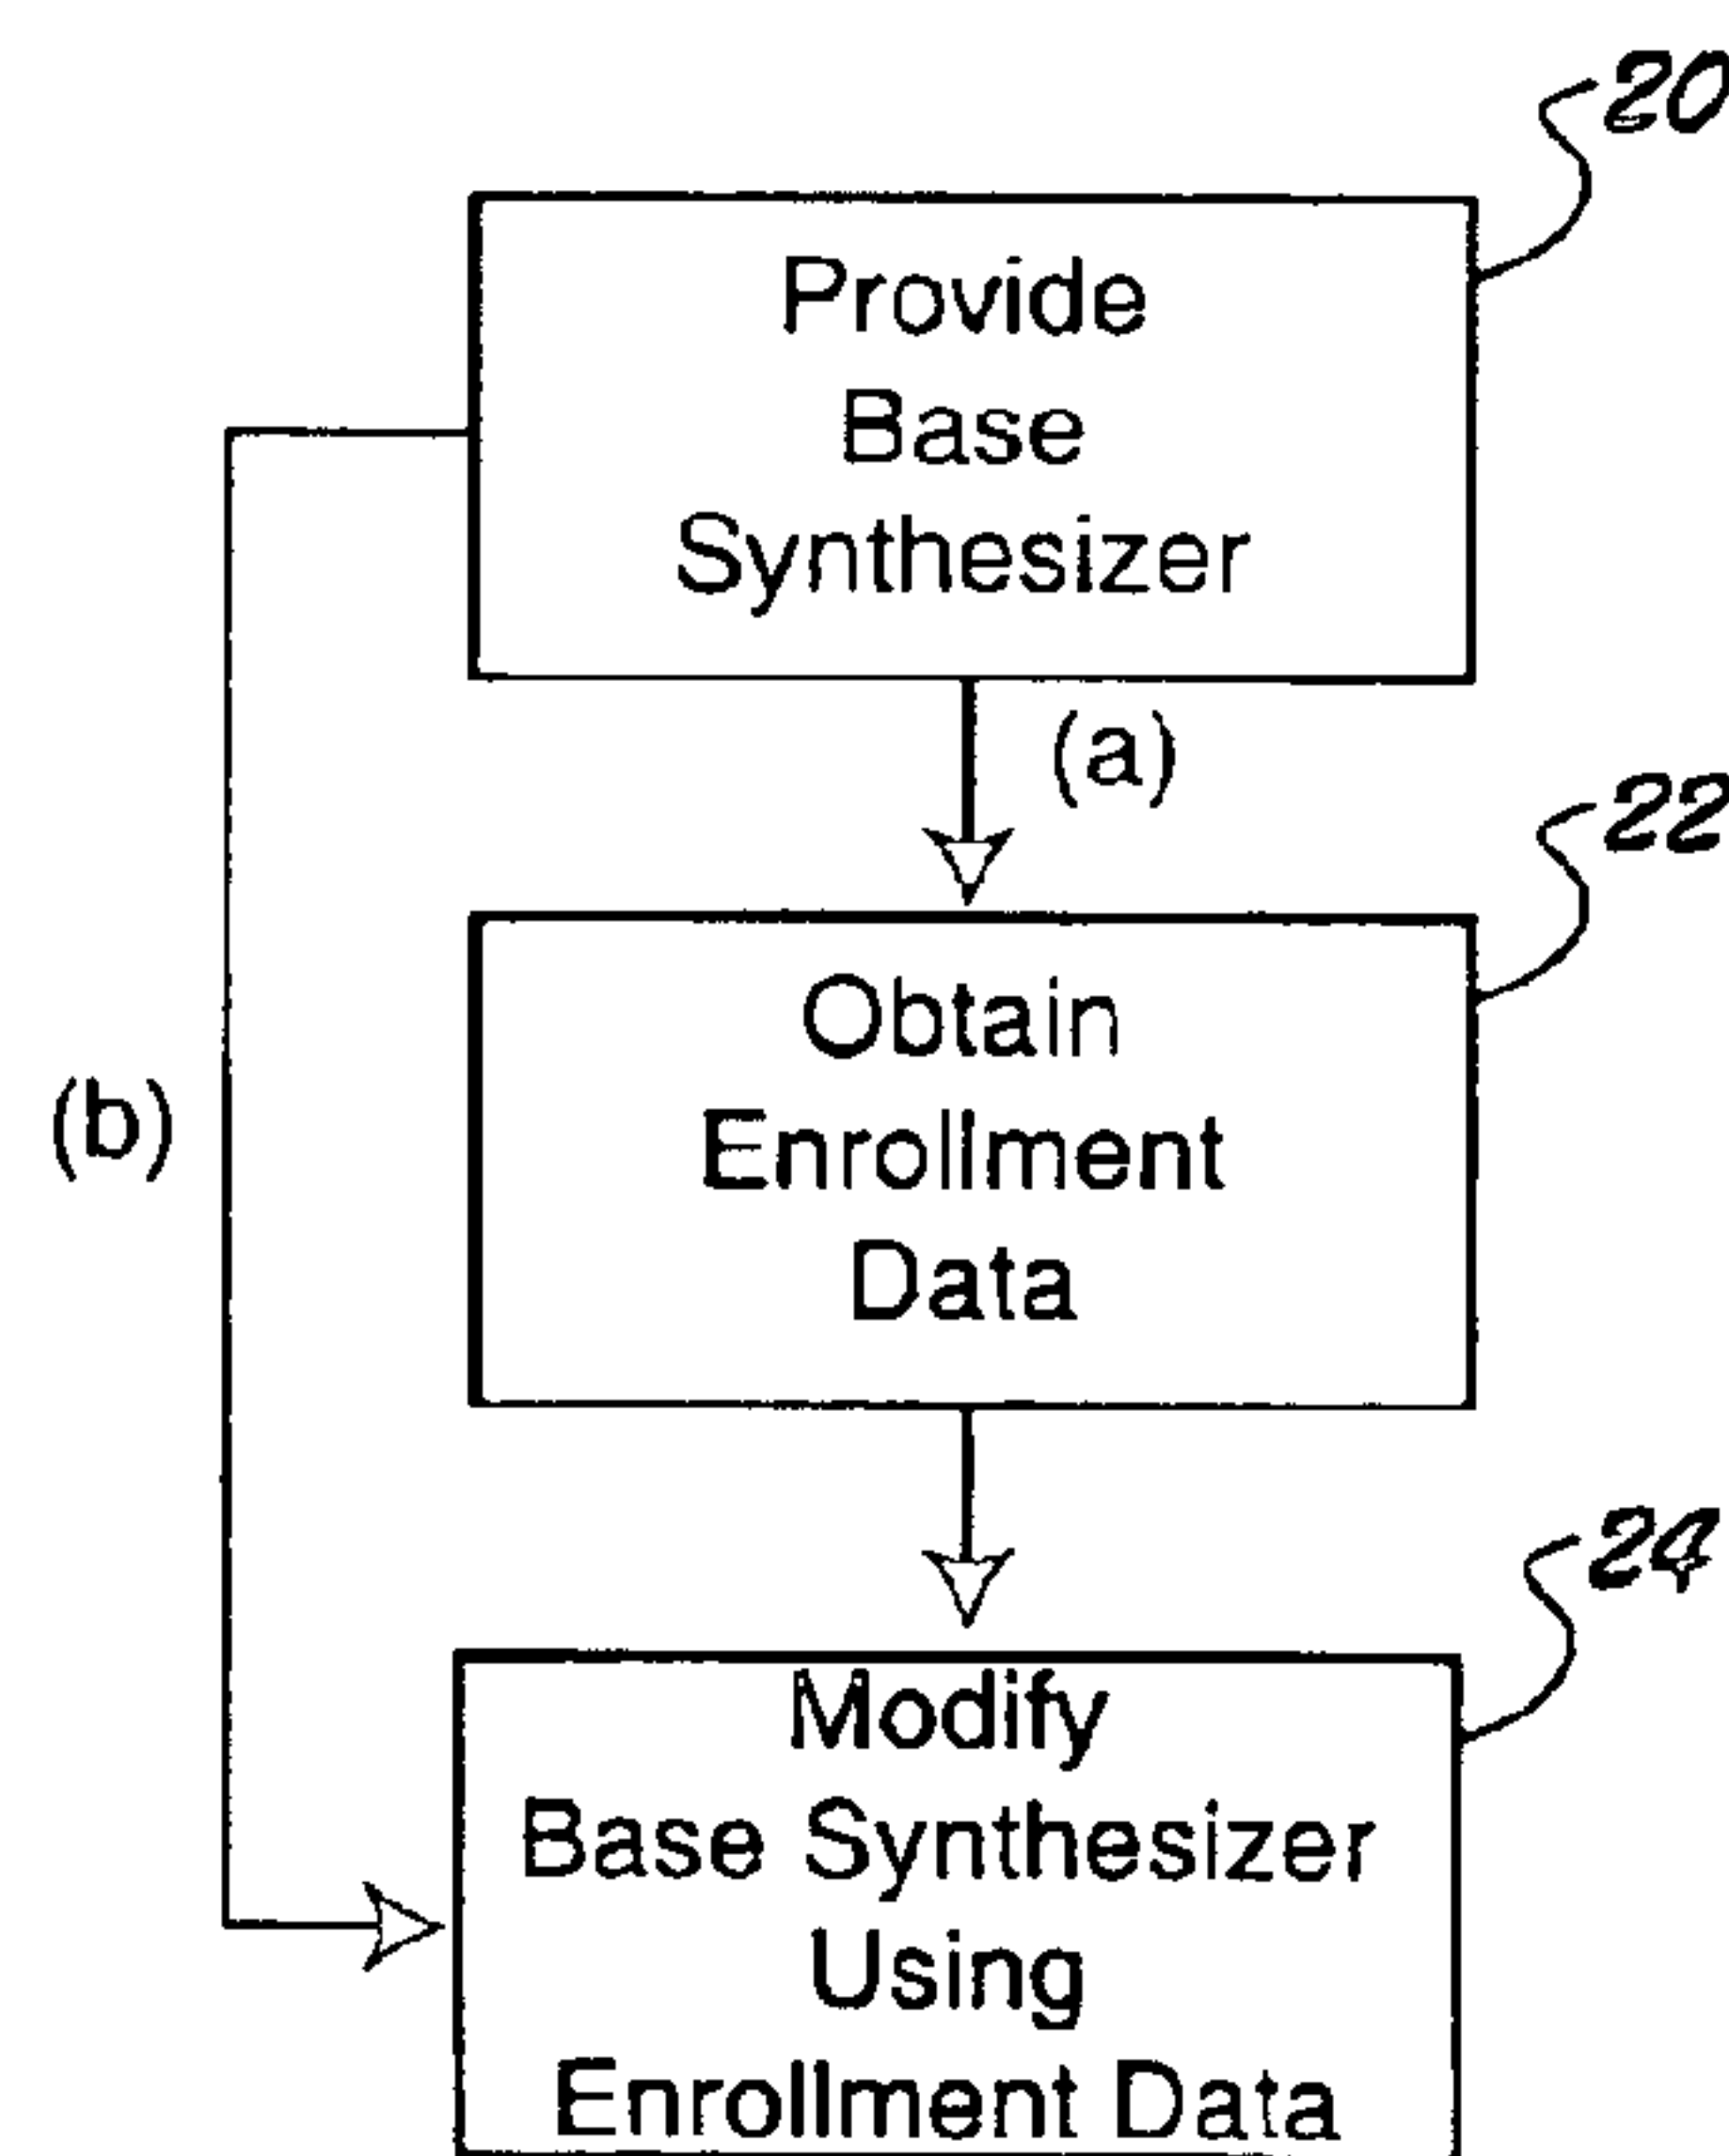 20
Provide
Base
Synthesizer
(a)
22
Obtain
Enrollment
Data
(b)
24
Modify
Base Synthesizer
Using
Enrollment Data